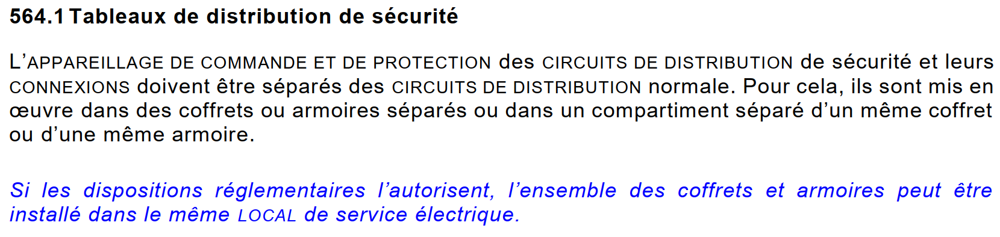 564.1 Tableaux de distribution de sécurité
L’APPAREILLAGE DE COMMANDE ET DE PROTECTION des CIRCUITS DE DISTRIBUTION de sécurité et leurs
CONNEXIONS doivent être séparés des CIRCUITS DE DISTRIBUTION normale. Pour cela, ils sont mis en
œuvre dans des coffrets ou armoires séparés ou dans un compartiment séparé d’un même coffret
ou d’une même armoire.
Si les dispositions réglementaires l’autorisent, l’ensemble des coffrets et armoires peut être
installé dans le même LOCAL de service électrique.